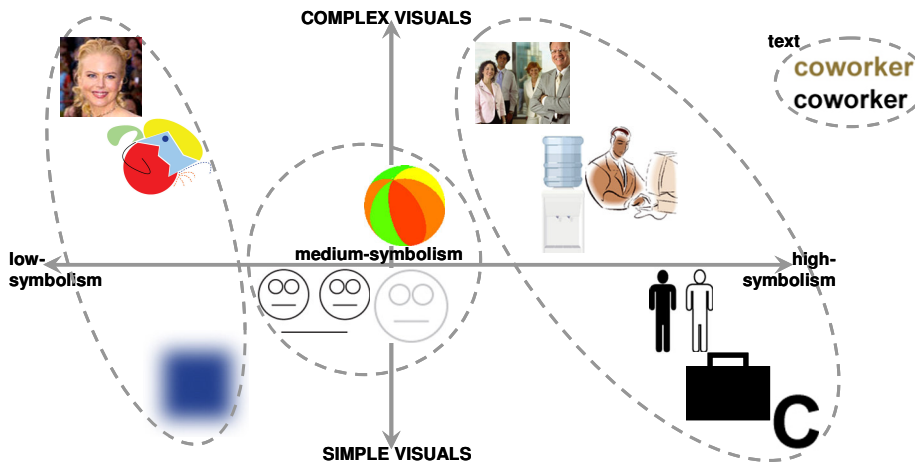 COMPLEX VISUALS
text
coworker
coworker
medium-symbolism
low-
symbolism
high-
symbolism
C
SIMPLE VISUALS